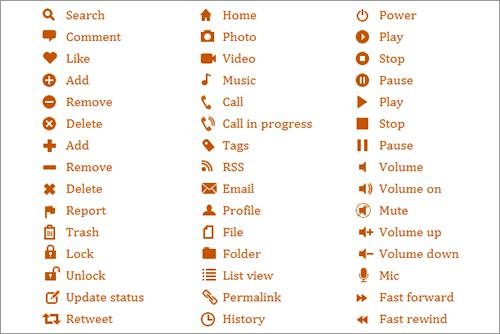 Search
Comment
Like
Add
Remove
Delete
Add
Remove
Delete
Report
Trash
Lock
Unlock
Update status
Retweet
Home
Photo
Video
Music
Call
Call in progress
Tags
RSS
Email
Profile
File
Folder
List view
Permalink
History
Power
Play
Stop
Pause
Play
Stop
Pause
Volume
Volume on
Mute
Volume up
Volume down
Mic
Fast forward
Fast rewind